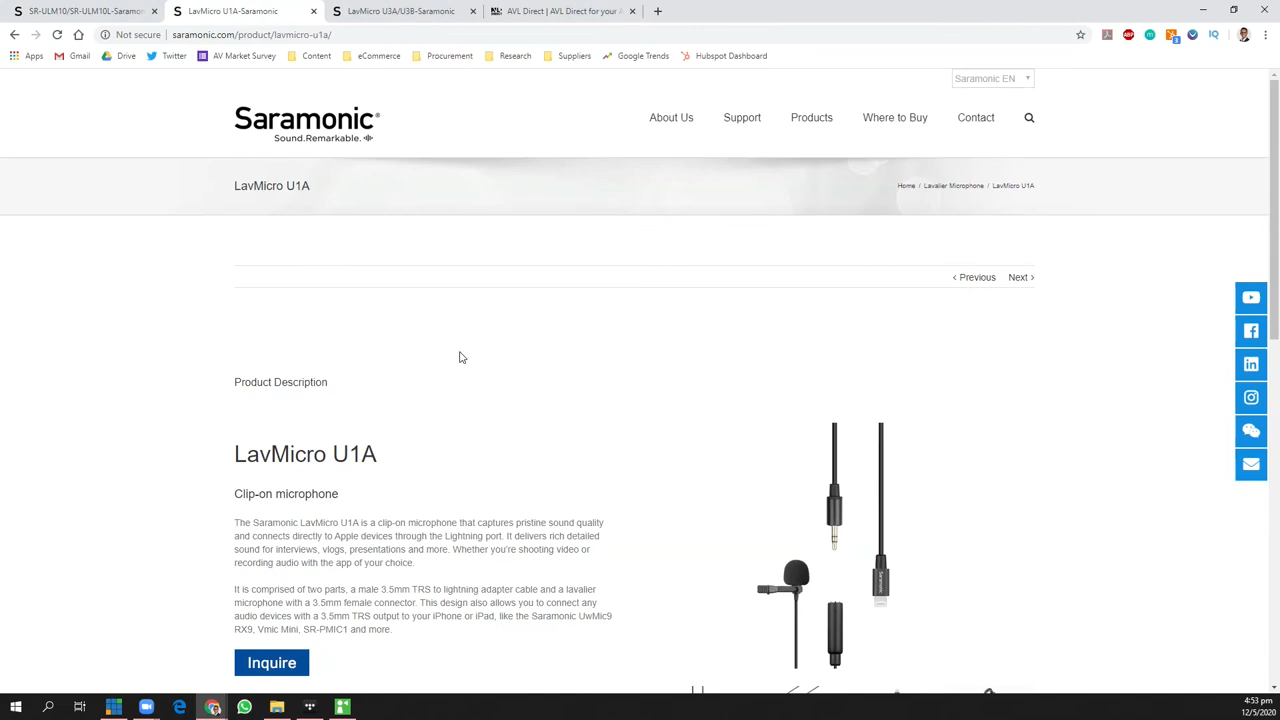 SR-ULM10/SR-ULM10L-Saramon
LavMicro U1A-Saramonic
LavMicro U3A/U3B-Saramonic
AVL Direct | AVL Direct for your A
Not secure | saramonic.com/product/lavmicro-u1a/
Apps Gmail Drive Twitter AV Market Survey Content eCommerce Procurement Research Suppliers Google Trends Hubspot Dashboard
Saramonic EN
Saramonic®
Sound.Remarkable.
About Us Support Products Where to Buy Contact
LavMicro U1A
Home / Lavalier Microphone / LavMicro U1A
‹ Previous Next ›
Product Description
LavMicro U1A
Clip-on microphone
The Saramonic LavMicro U1A is a clip-on microphone that captures pristine sound quality
and connects directly to Apple devices through the Lightning port. It delivers rich detailed
sound for interviews, vlogs, presentations and more. Whether you're shooting video or
recording audio with the app of your choice.
It is comprised of two parts, a male 3.5mm TRS to lightning adapter cable and a lavalier
microphone with a 3.5mm female connector. This design also allows you to connect any
audio devices with a 3.5mm TRS output to your iPhone or iPad, like the Saramonic UwMic9
RX9, Vmic Mini, SR-PMIC1 and more.
Inquire
Saramonic
4:53 pm
12/5/2020